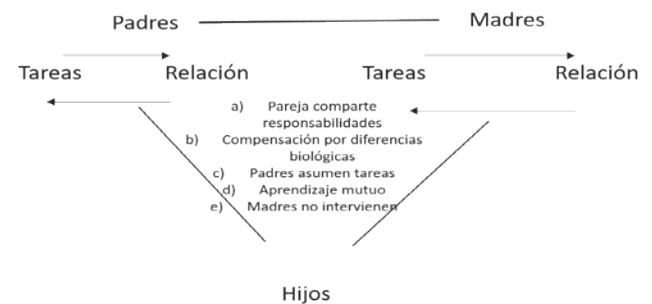 Padres
Madres
Tareas
Relación
Tareas
Relación
a) Pareja comparte
responsabilidades
b) Compensación por diferencias
biológicas
c) Padres asumen tareas
d) Aprendizaje mutuo
e) Madres no intervienen
Hijos